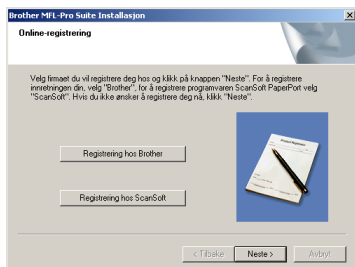 Brother MFL-Pro Suite Installasjon
Online-registrering
Velg firmaet du vil registrere deg hos og klikk på knappen "Neste". For å registrere
innretningen din, velg "Brother", for å registrere programvaren ScanSoft PaperPort velg
"ScanSoft". Hvis du ikke ønsker å registrere deg nå, klikk "Neste".
Product Registration
Registrering hos Brother
Registrering hos ScanSoft
< Tilbake
Neste >
Avbryt